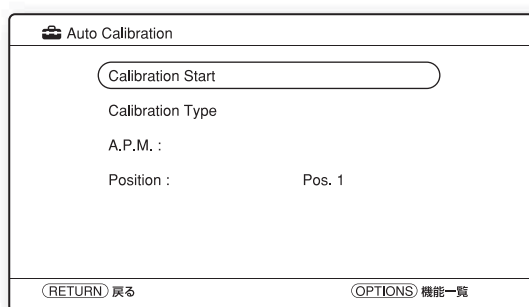 Auto Calibration
Calibration Start
Calibration Type
A.P.M. :
Position : Pos. 1
RETURN 戻る OPTIONS 機能一覧